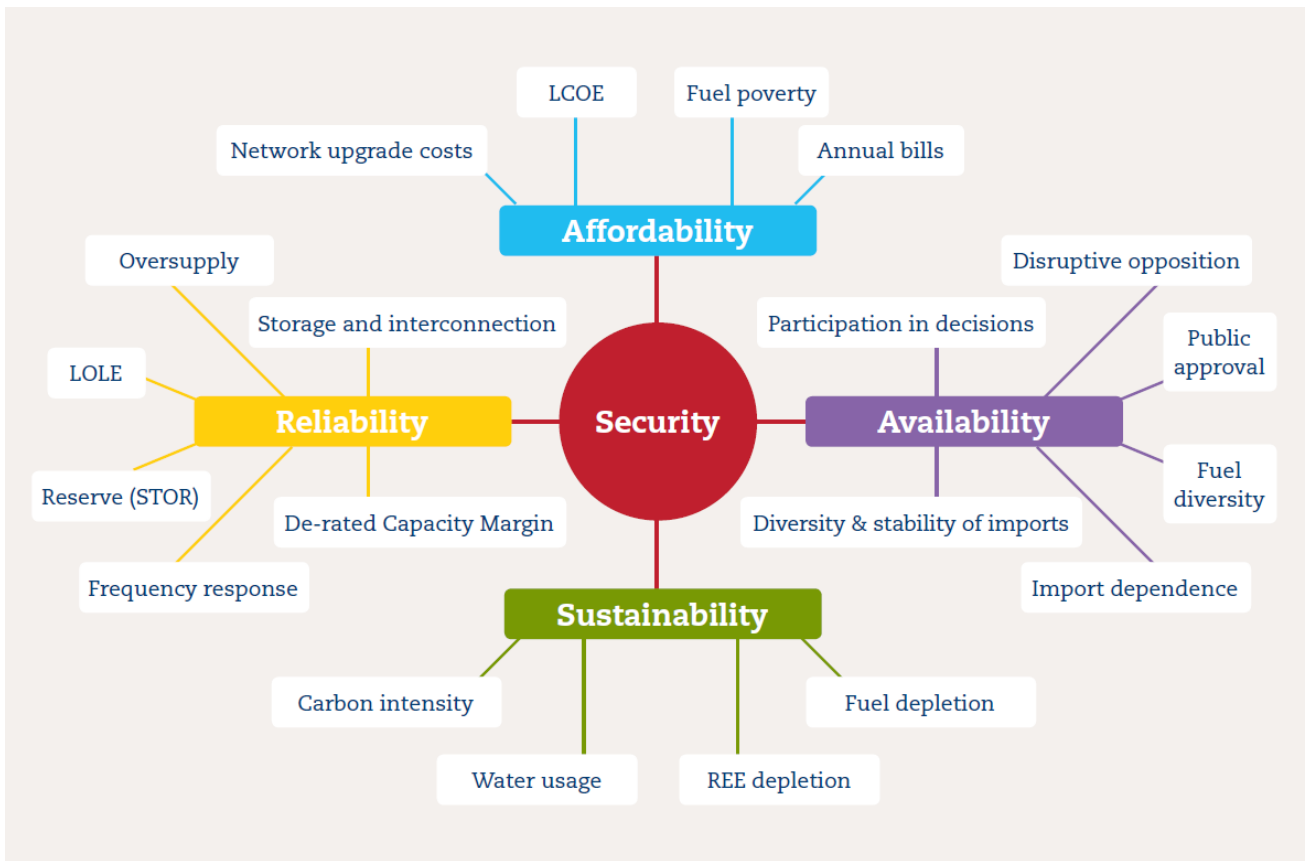 LCOE
Fuel poverty
Network upgrade costs
Annual bills
Affordability
Oversupply
Disruptive opposition
Storage and interconnection
Participation in decisions
LOLE
Public
approval
Reliability
Security
Availability
Reserve (STOR)
De-rated Capacity Margin
Diversity & stability of imports
Fuel
diversity
Frequency response
Import dependence
Sustainability
Carbon intensity
Fuel depletion
Water usage
REE depletion